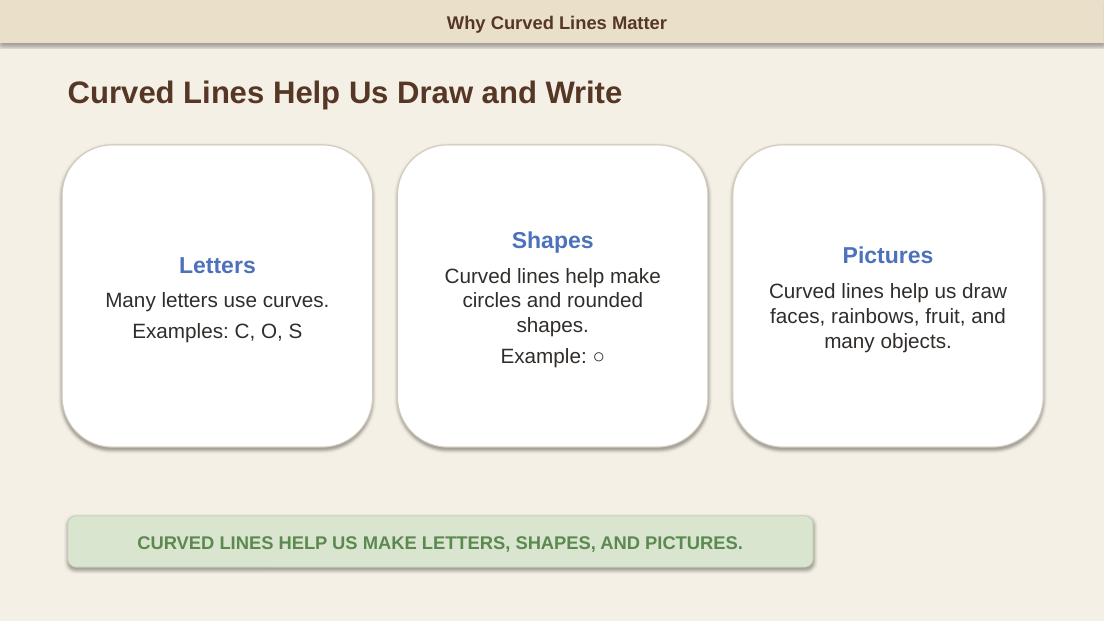 Why Curved Lines Matter
Curved Lines Help Us Draw and Write
Letters
Many letters use curves.
Examples: C, O, S
Shapes
Curved lines help make
circles and rounded
shapes.
Example: ○
Pictures
Curved lines help us draw
faces, rainbows, fruit, and
many objects.
CURVED LINES HELP US MAKE LETTERS, SHAPES, AND PICTURES.